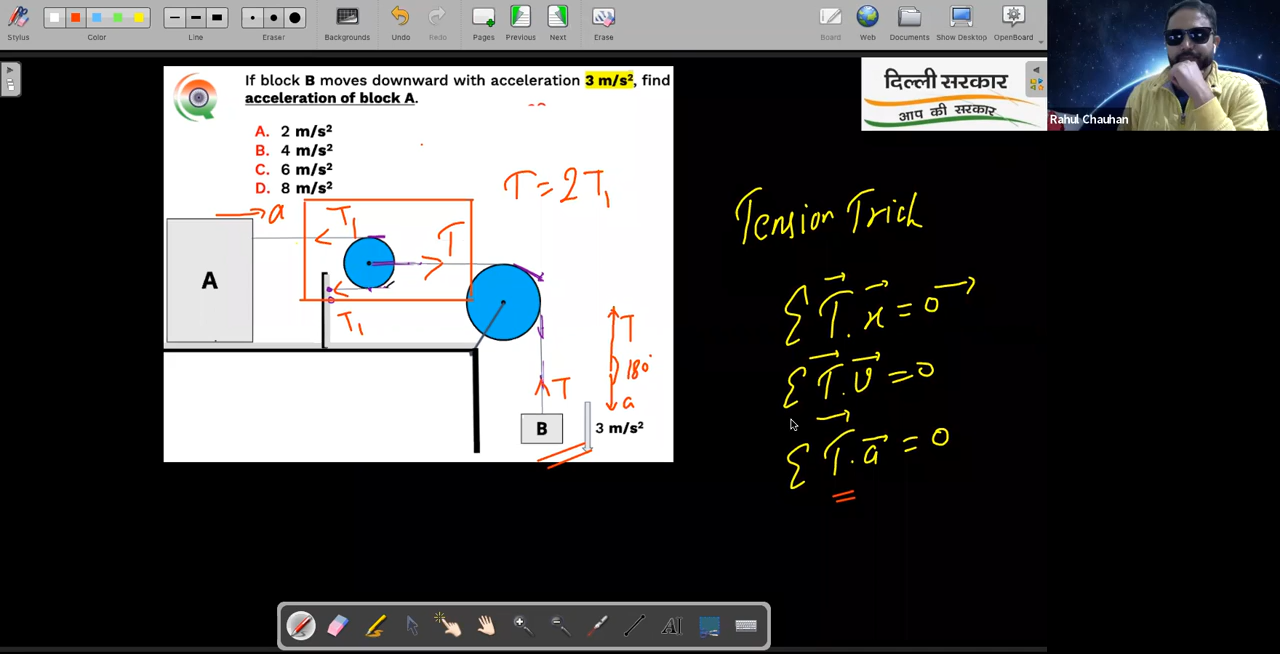 Stylus
Color
Line
Eraser
Backgrounds
Undo
Redo
Pages
Previous
Next
Erase
Board
Web
Documents
Show Desktop
OpenBoard
If block B moves downward with acceleration 3 m/s², find
acceleration of block A.
A. 2 m/s²
B. 4 m/s²
C. 6 m/s²
D. 8 m/s²
T = 2T₁
a
T₁
T
A
T₁
T
180°
a
T
B
3 m/s²
दिल्ली सरकार
आप की सरकार
Rahul Chauhan
Tension Trick
Σ T⃗. x⃗ = 0
Σ T⃗. v⃗ = 0
Σ T⃗. a⃗ = 0
AI